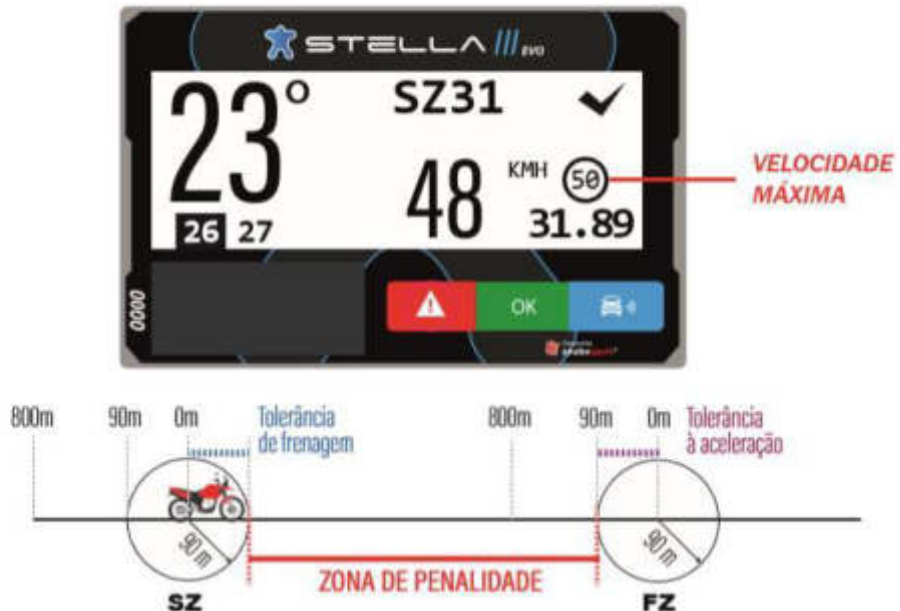 STELLA III EVO
23° SZ31
48 KMH 50
26 27 31.89
VELOCIDADE
MÁXIMA
0000
OK
800m 90m 0m Tolerância
de frenagem
800m 90m 0m Tolerância
à aceleração
90 m
90 m
ZONA DE PENALIDADE
SZ
FZ